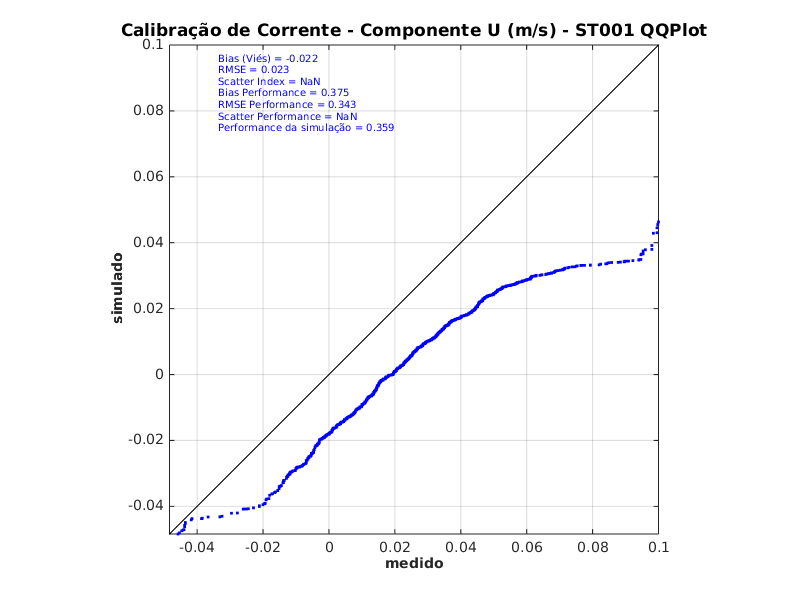 Calibração de Corrente - Componente U (m/s) - ST001 QQPlot
0.1
Bias (Viés) = -0.022
RMSE = 0.023
Scatter Index = NaN
Bias Performance = 0.375
RMSE Performance = 0.343
Scatter Performance = NaN
Performance da simulação = 0.359
0.08
0.06
0.04
0.02
0
-0.02
-0.04
simulado
-0.04 -0.02 0 0.02 0.04 0.06 0.08 0.1
medido